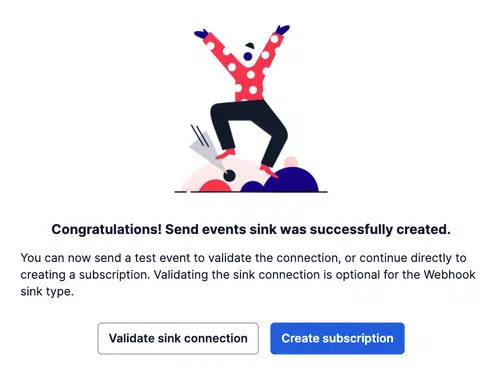 Congratulations! Send events sink was successfully created.
You can now send a test event to validate the connection, or continue directly to
creating a subscription. Validating the sink connection is optional for the Webhook
sink type.
Validate sink connection
Create subscription